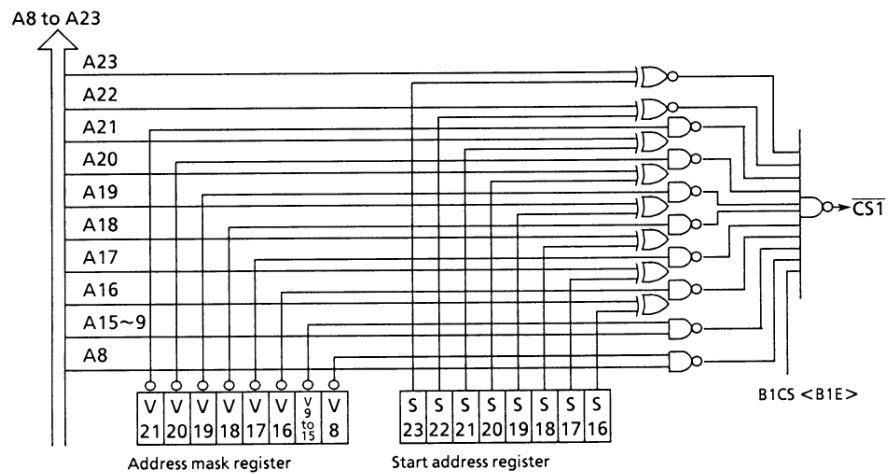 A8 to A23
A23
A22
A21
A20
A19
A18
A17
A16
A15~9
A8
CS1
B1CS <B1E>
V 21
V 20
V 19
V 18
V 17
V 16
V 9 to 15
V 8
S 23
S 22
S 21
S 20
S 19
S 18
S 17
S 16
Address mask register
Start address register